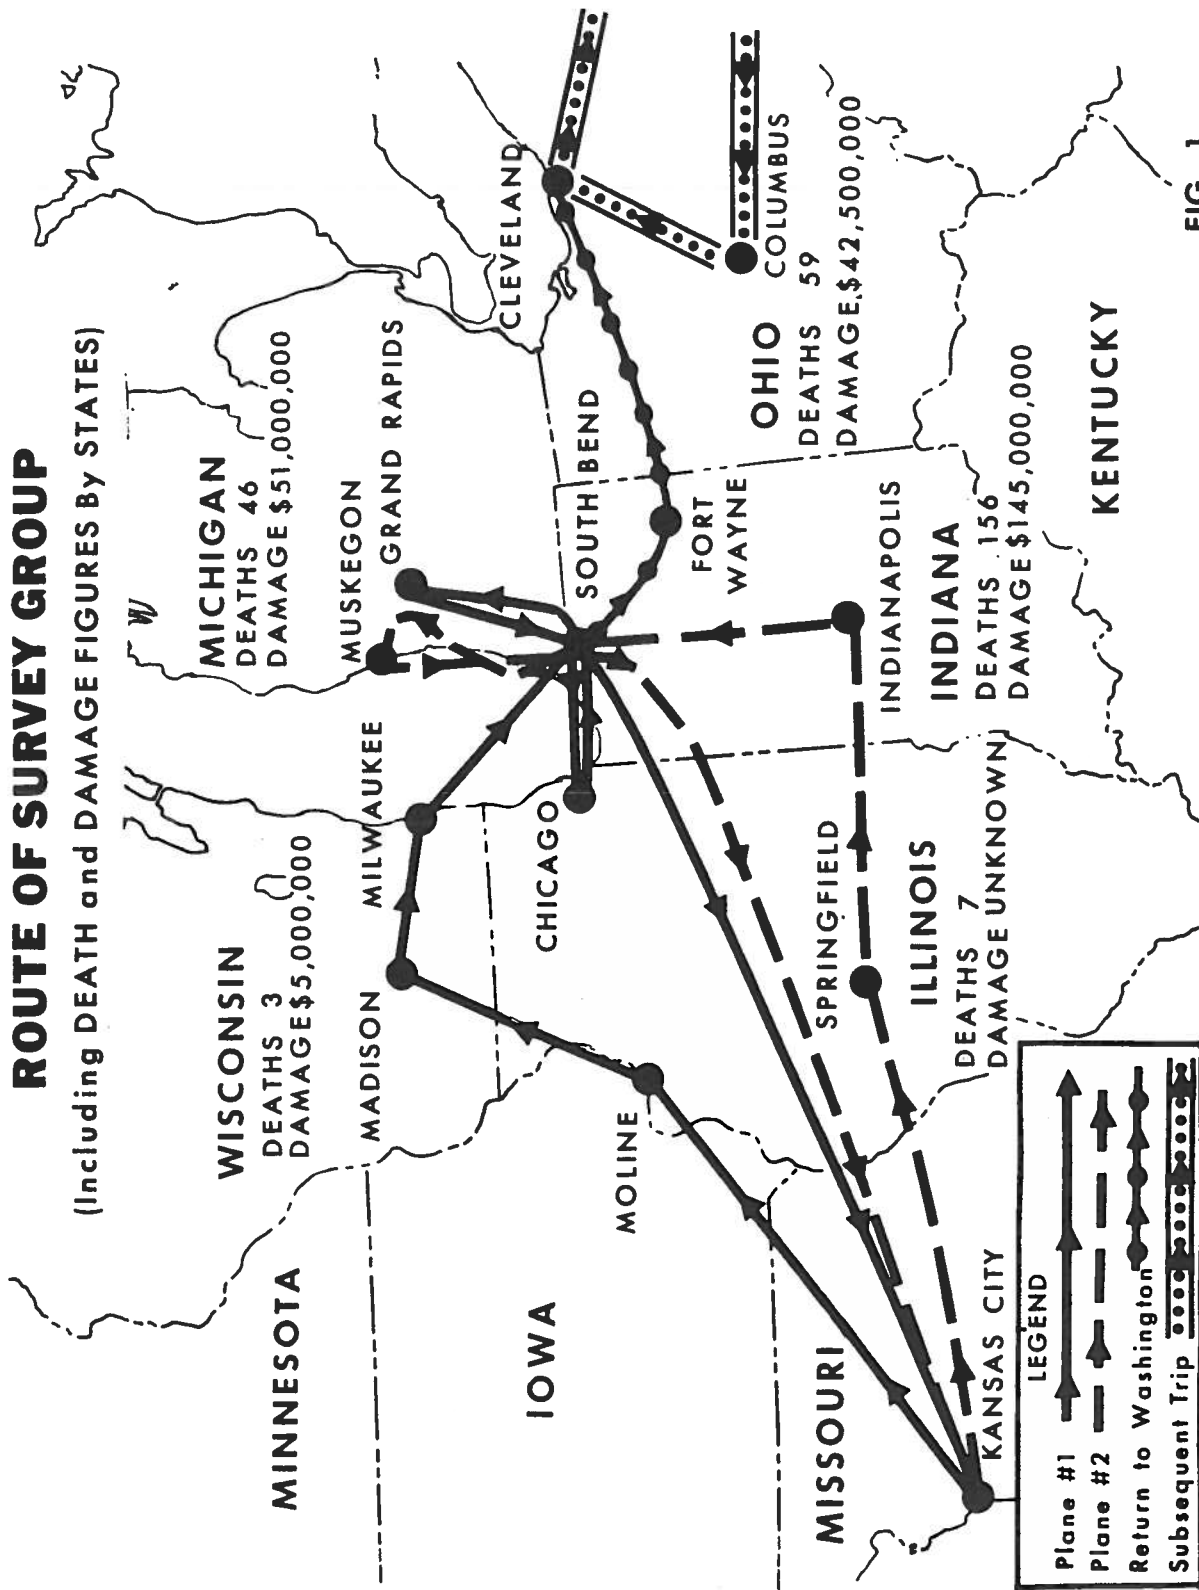 ROUTE OF SURVEY GROUP
(Including DEATH and DAMAGE FIGURES By STATES)
MINNESOTA
WISCONSIN
DEATHS 3
DAMAGE $5,000,000
MICHIGAN
DEATHS 46
DAMAGE $51,000,000
MADISON
MILWAUKEE
MUSKEGON
GRAND RAPIDS
CLEVELAND
IOWA
MOLINE
CHICAGO
SOUTH BEND
FORT
WAYNE
COLUMBUS
OHIO
DEATHS 59
DAMAGE $42,500,000
MISSOURI
SPRINGFIELD
INDIANAPOLIS
ILLINOIS
DEATHS 7
DAMAGE UNKNOWN
INDIANA
DEATHS 156
DAMAGE $145,000,000
KENTUCKY
KANSAS CITY
LEGEND
Plane #1
Plane #2
Return to Washington
Subsequent Trip
FIG 1